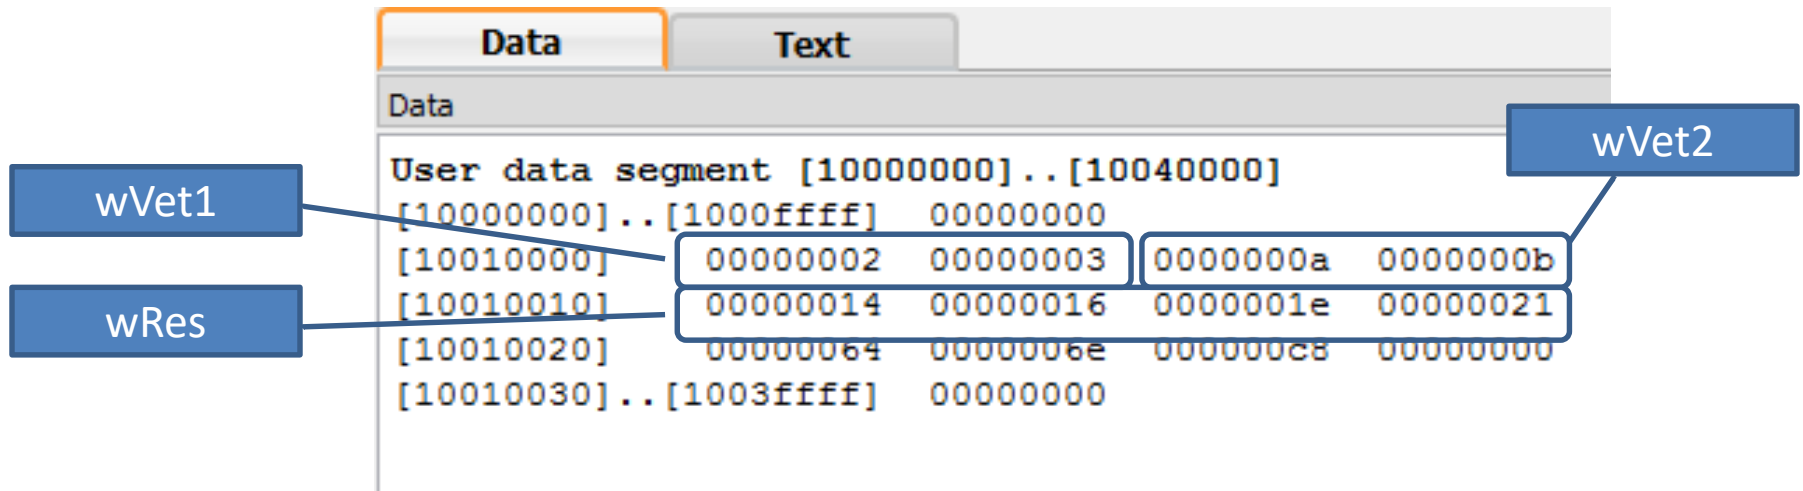 Data Text
Data
wVet2
User data segment [10000000]..[10040000]
wVet1
[10000000]..[1000ffff] 00000000
[10010000] 00000002 00000003 0000000a 0000000b
wRes
[10010010] 00000014 00000016 0000001e 00000021
[10010020] 00000064 0000006e 000000c8 00000000
[10010030]..[1003ffff] 00000000